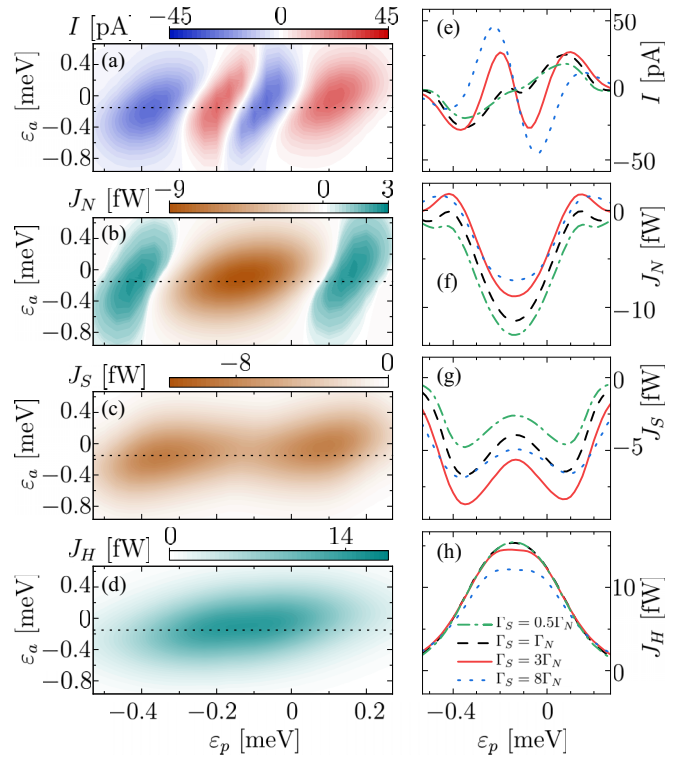 −45 0 45
I [pA]
(a)
0.4
0
−0.4
−0.8
ε_a [meV]
−9 0 3
J_N [fW]
(b)
0.4
0
−0.4
−0.8
ε_a [meV]
−8 0
J_S [fW]
(c)
0.4
0
−0.4
−0.8
ε_a [meV]
0 14
J_H [fW]
(d)
0.4
0
−0.4
−0.8
ε_a [meV]
−0.4 −0.2 0 0.2
ε_p [meV]
(e)
50
0
−50
I [pA]
(f)
0
−10
J_N [fW]
(g)
0
−5
J_S [fW]
(h)
Γ_S = 0.5Γ_N
Γ_S = Γ_N
Γ_S = 3Γ_N
Γ_S = 8Γ_N
10
0
J_H [fW]
−0.4 0
ε_p [meV]